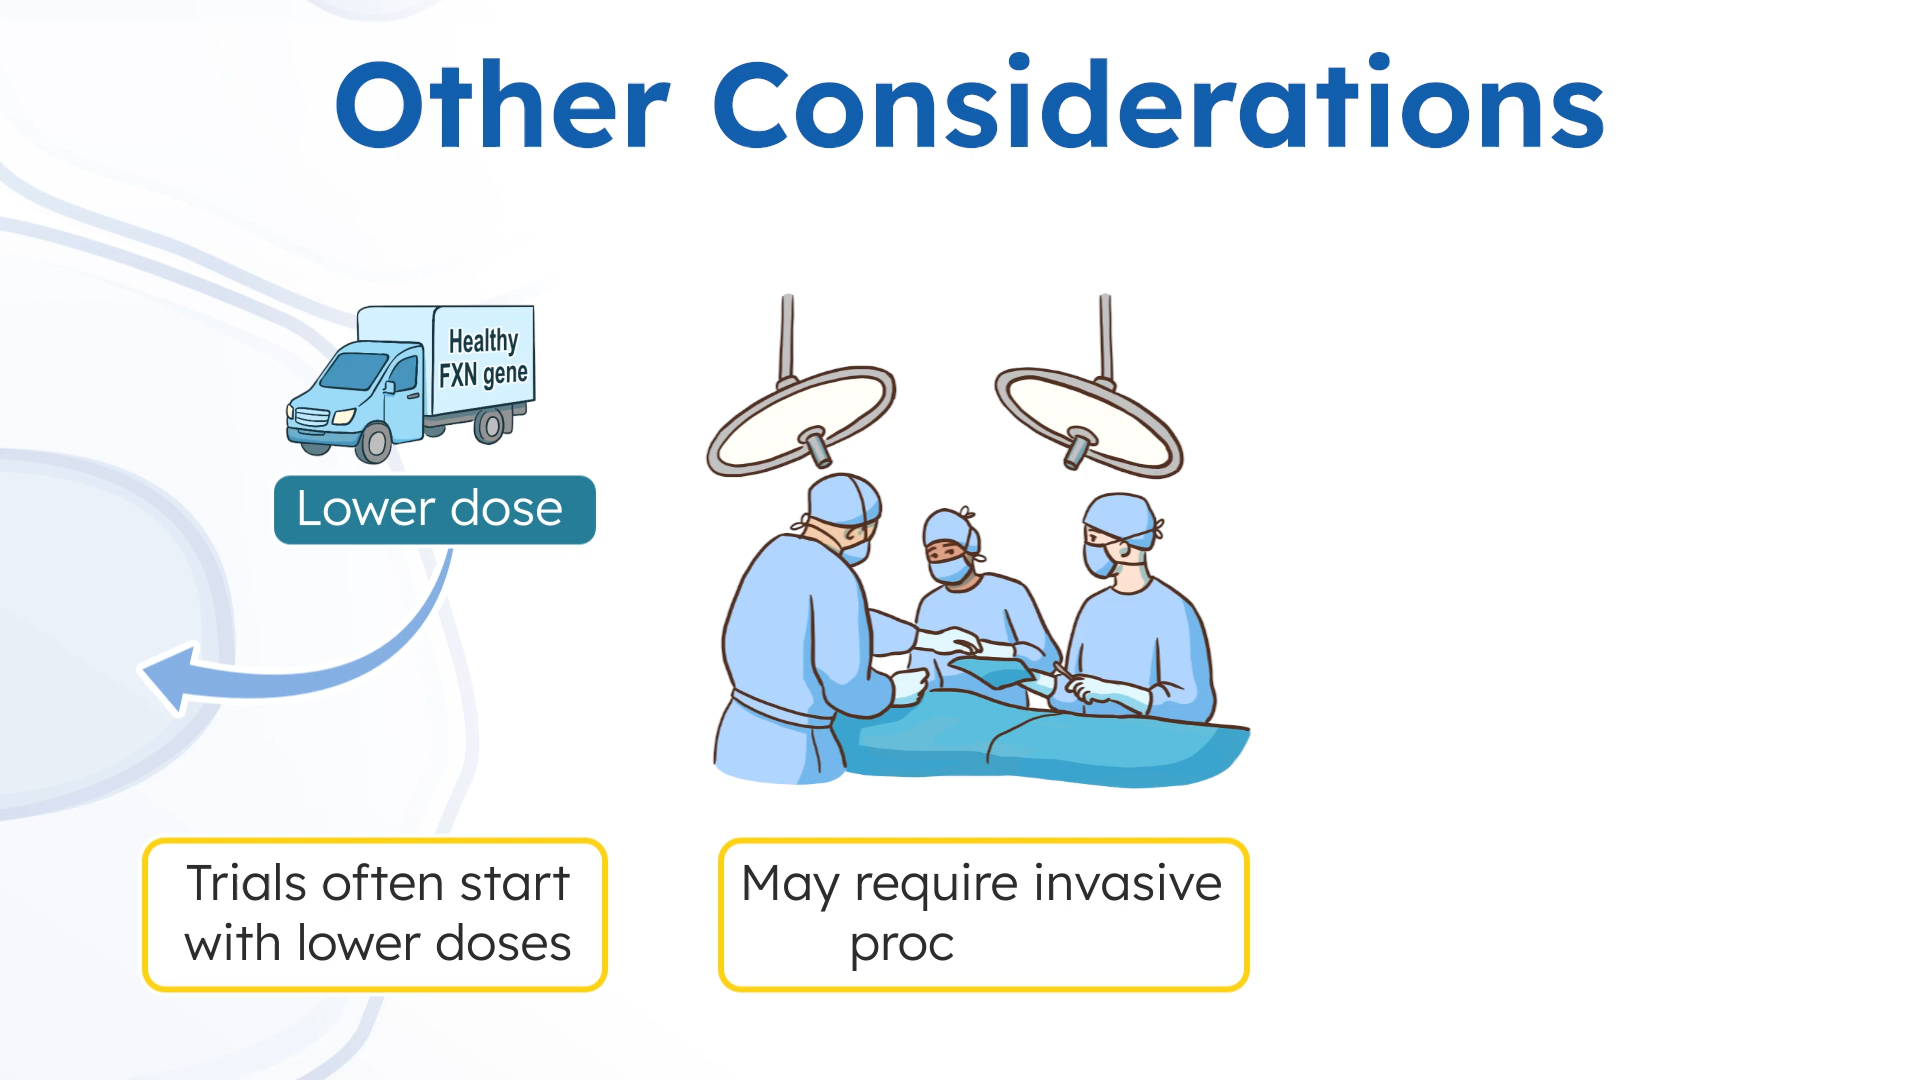 Other Considerations
Healthy
FXN gene
Lower dose
Trials often start
with lower doses
May require invasive
proc